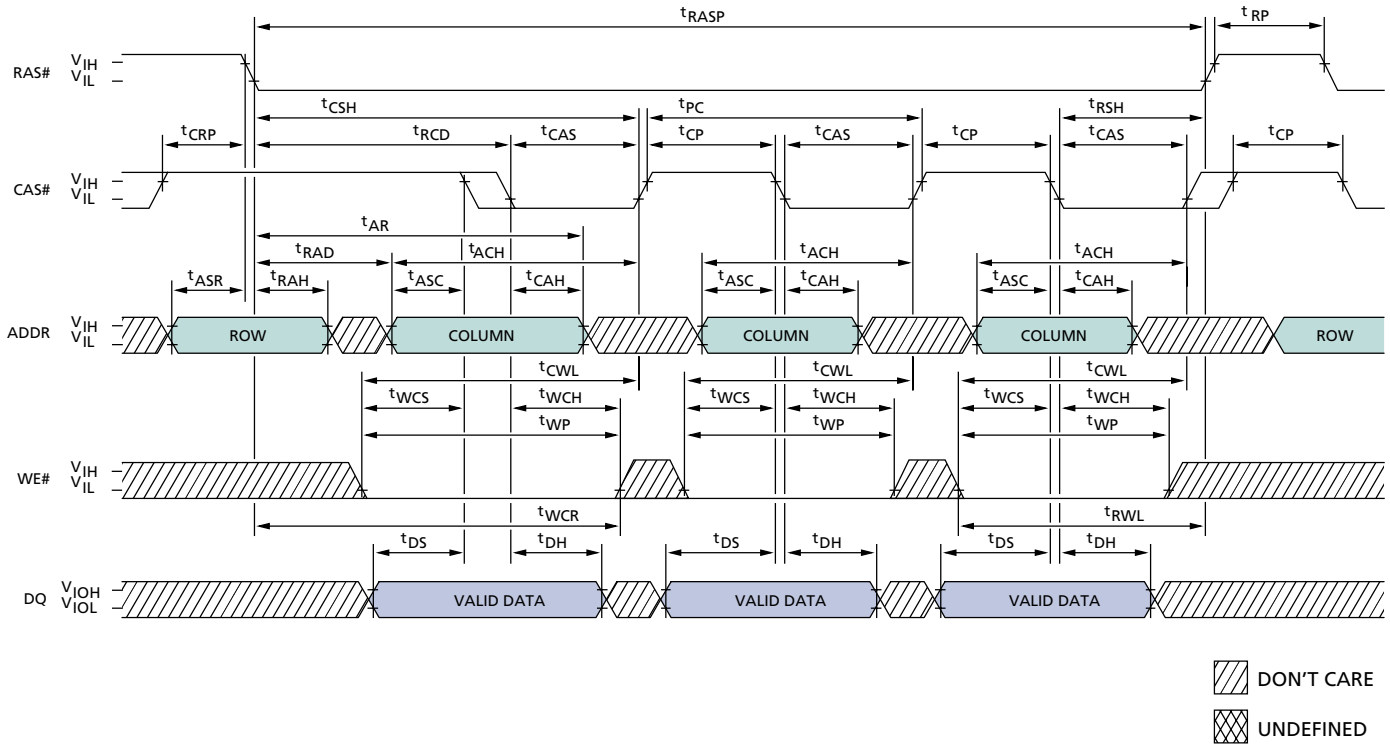 tRASP tRP
RAS# VIH
VIL
tCSH tPC tRSH
tCRP tRCD tCAS tCP tCAS tCP tCAS tCP
CAS# VIH
VIL
tAR
tRAD tACH tACH tACH
tASR tRAH tASC tCAH tASC tCAH tASC tCAH
ADDR VIH
VIL
ROW COLUMN COLUMN COLUMN ROW
tCWL tCWL tCWL
tWCS tWCH tWCS tWCH tWCS tWCH
tWP tWP tWP
WE# VIH
VIL
tWCR tRWL
tDS tDH tDS tDH tDS tDH
DQ VIOH
VIOL
VALID DATA VALID DATA VALID DATA
DON'T CARE
UNDEFINED